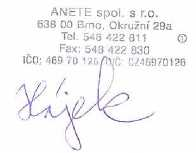 ANETE spol. s r.o.
638 00 Brno, Okružní 29a
Tel: 548 422 811
Fax: 548 422 830
IČO: 469 70 126 DIČ: CZ46970126
Hájek